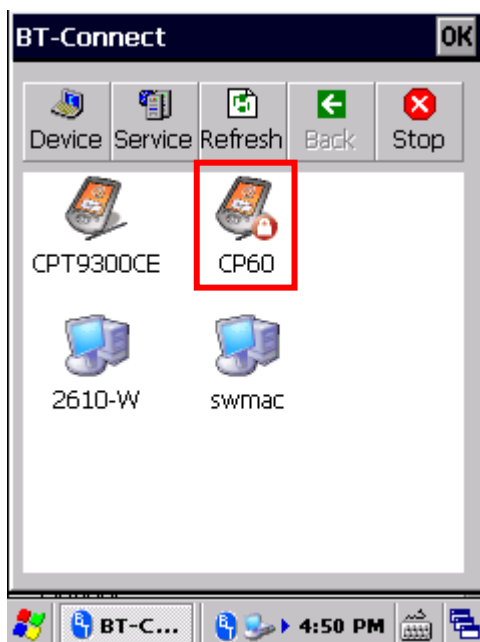 BT-Connect OK
Device Service Refresh Back Stop
CPT9300CE CP60
2610-W swmac
BT-C... 4:50 PM